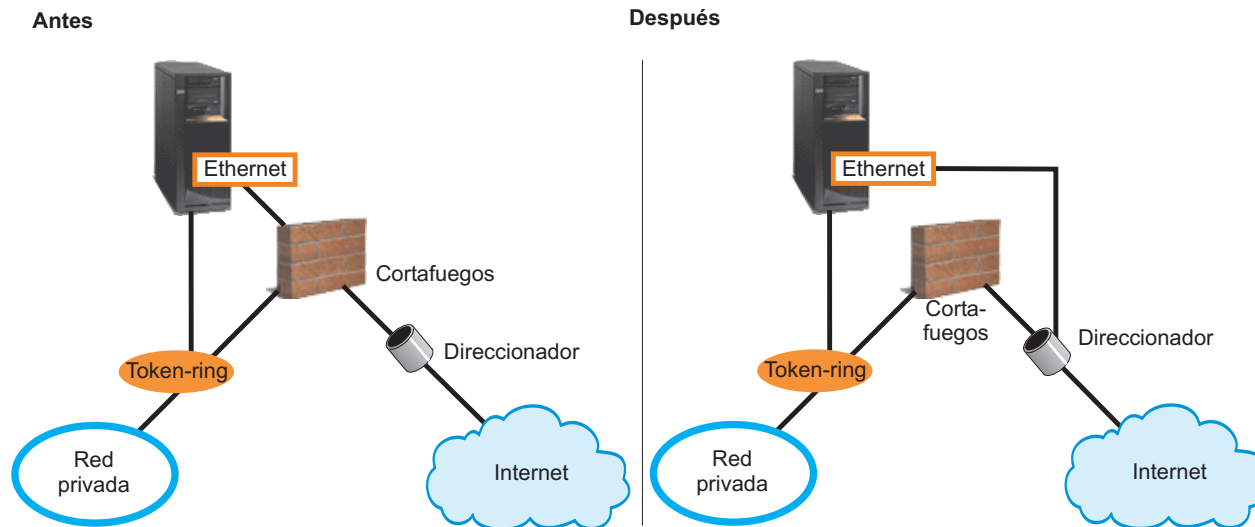 Antes
Ethernet
Cortafuegos
Direccionador
Token-ring
Red
privada
Internet
Después
Ethernet
Corta-
fuegos
Direccionador
Token-ring
Red
privada
Internet